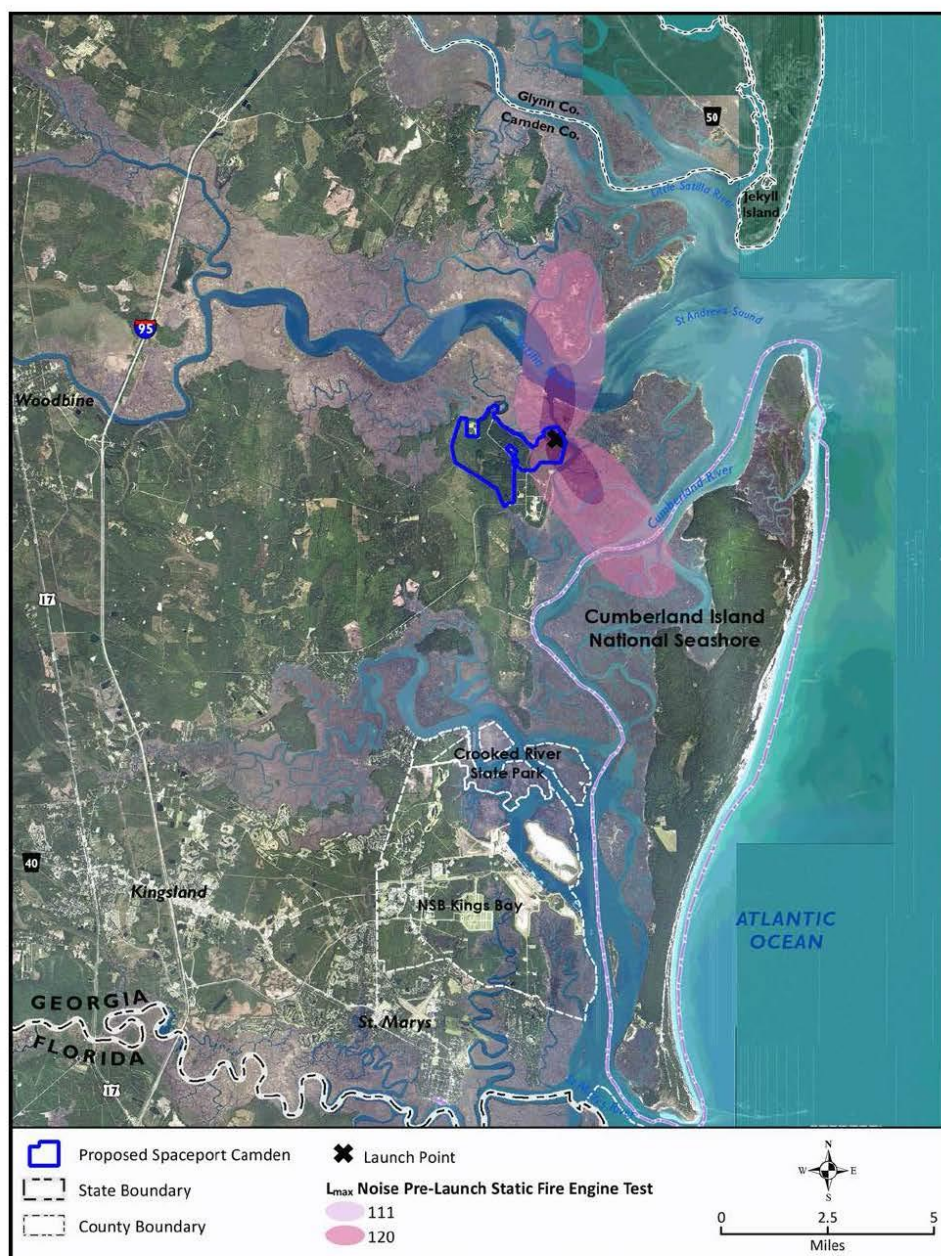 Glynn Co.
Camden Co.
50
Little Satilla River
Jekyll
Island
St Andrews Sound
95
Woodbine
Cumberland River
17
Cumberland Island
National Seashore
Crooked River
State Park
40
Kingsland
NSB Kings Bay
ATLANTIC
OCEAN
GEORGIA
FLORIDA
St. Marys
17
Proposed Spaceport Camden
State Boundary
County Boundary
Launch Point
Lmax Noise Pre-Launch Static Fire Engine Test
111
120
N
W E
S
0 2.5 5
Miles